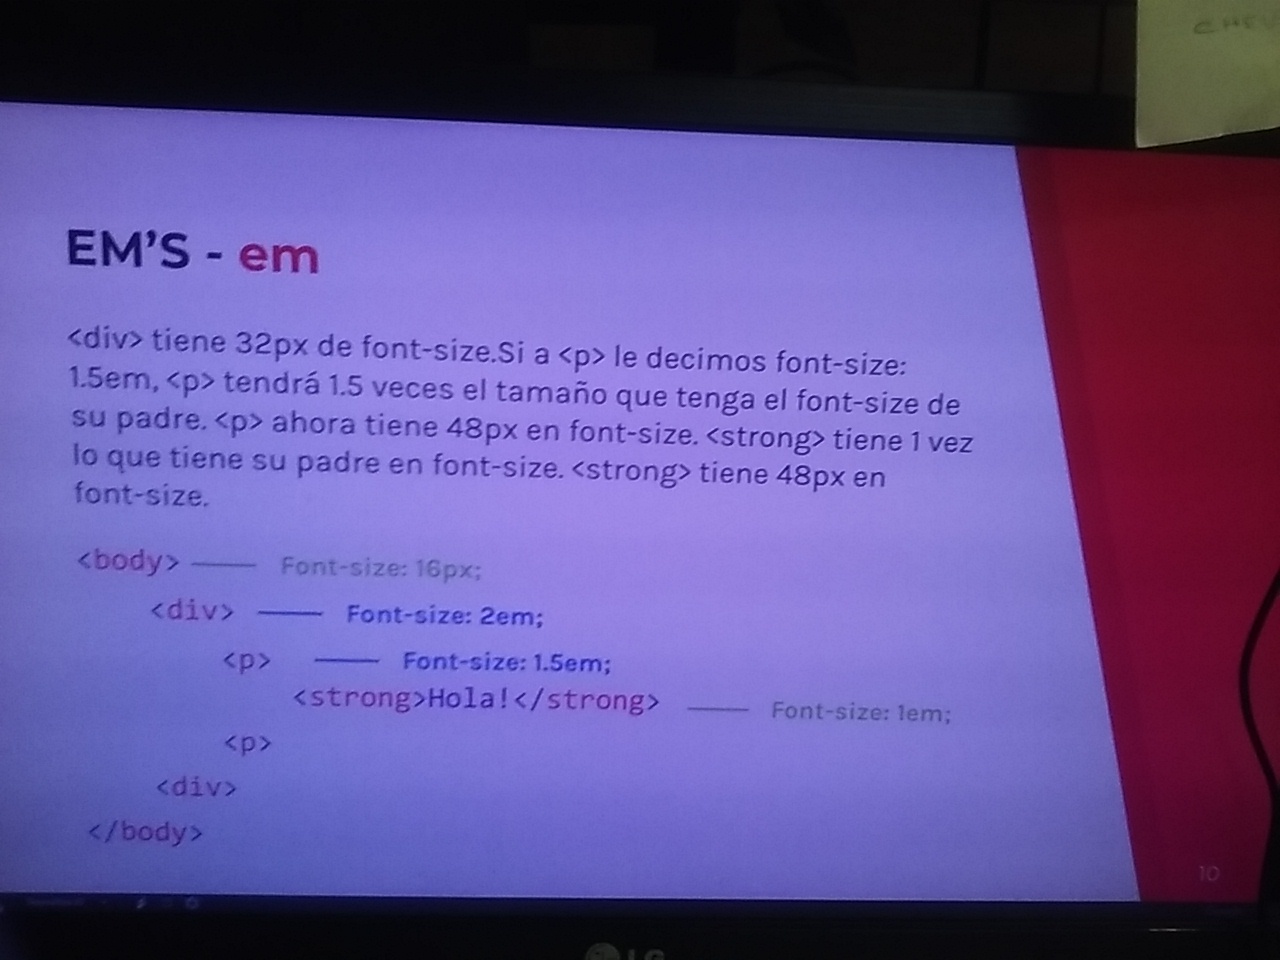 EM'S - em
<div> tiene 32px de font-size.Si a <p> le decimos font-size:
1.5em, <p> tendrá 1.5 veces el tamaño que tenga el font-size de
su padre. <p> ahora tiene 48px en font-size. <strong> tiene 1 vez
lo que tiene su padre en font-size. <strong> tiene 48px en
font-size.
<body> Font-size: 16px;
<div> Font-size: 2em;
<p> Font-size: 1.5em;
<strong>Hola!</strong> Font-size: 1em;
<p>
<div>
</body>
10
LG